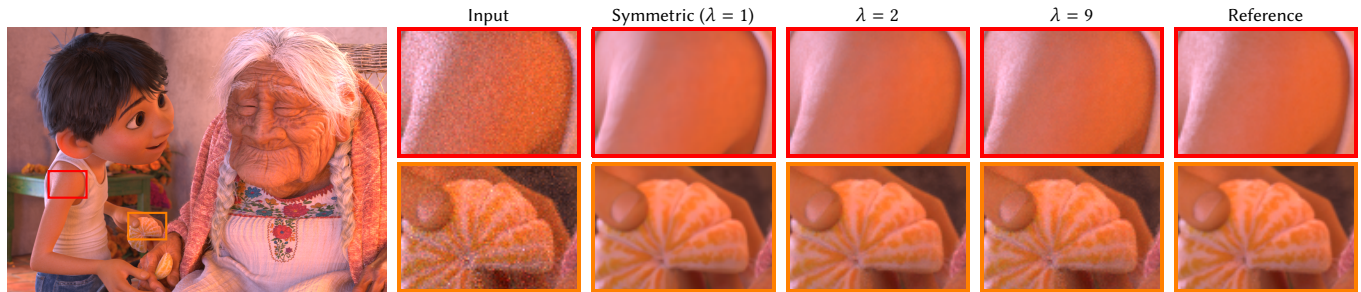 Input
Symmetric (λ = 1)
λ = 2
λ = 9
Reference